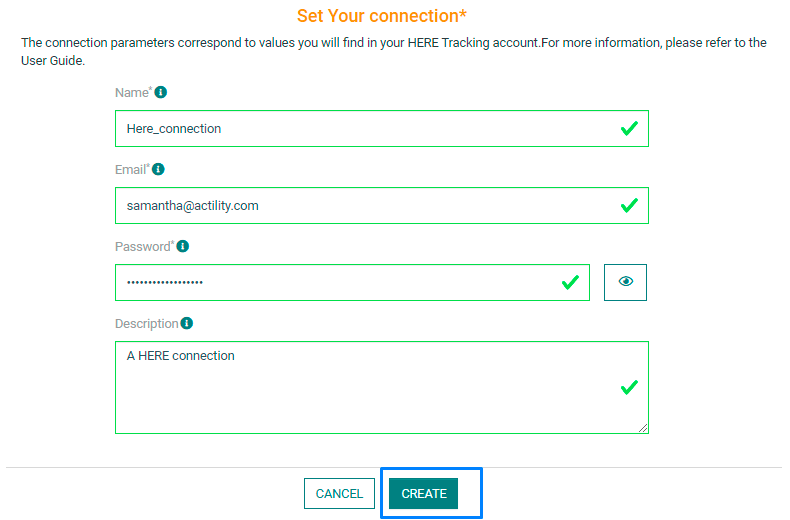 Set Your connection*
The connection parameters correspond to values you will find in your HERE Tracking account.For more information, please refer to the
User Guide.
Name*
Here_connection
Email*
samantha@actility.com
Password*
••••••••••••••••••
Description
A HERE connection
CANCEL CREATE